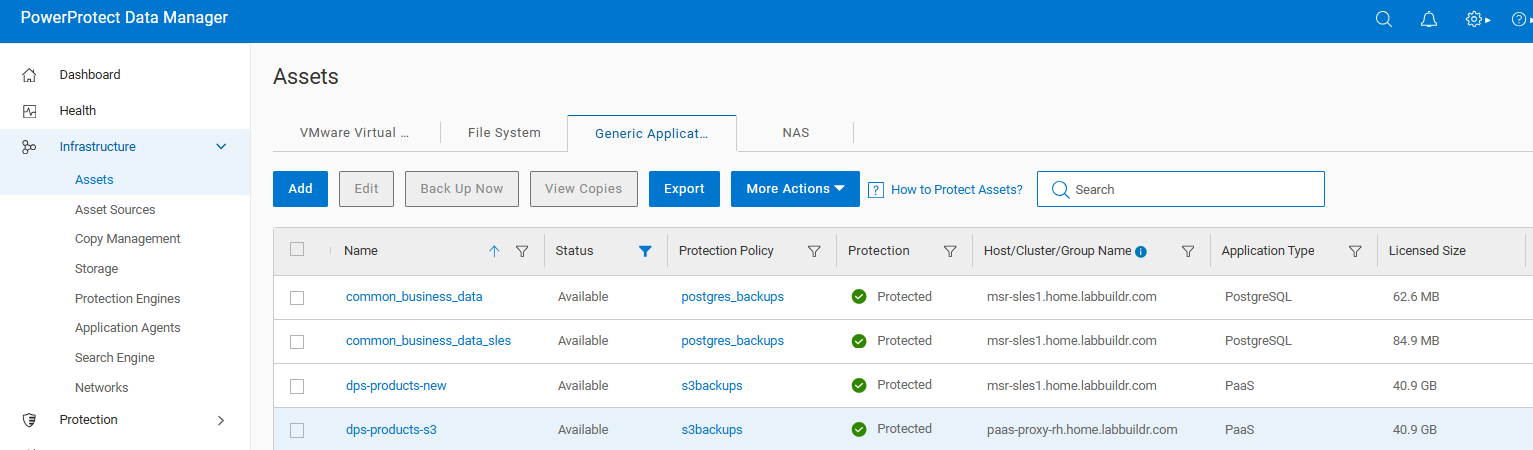 PowerProtect Data Manager
Dashboard
Health
Infrastructure
Assets
Asset Sources
Copy Management
Storage
Protection Engines
Application Agents
Search Engine
Networks
Protection
Assets
VMware Virtual ... File System Generic Applicat... NAS
Add Edit Back Up Now View Copies Export More Actions ? How to Protect Assets? Search
Name Status Protection Policy Protection Host/Cluster/Group Name i Application Type Licensed Size
common_business_data Available postgres_backups Protected msr-sles1.home.labbuildr.com PostgreSQL 62.6 MB
common_business_data_sles Available postgres_backups Protected msr-sles1.home.labbuildr.com PostgreSQL 84.9 MB
dps-products-new Available s3backups Protected msr-sles1.home.labbuildr.com PaaS 40.9 GB
dps-products-s3 Available s3backups Protected paas-proxy-rh.home.labbuildr.com PaaS 40.9 GB